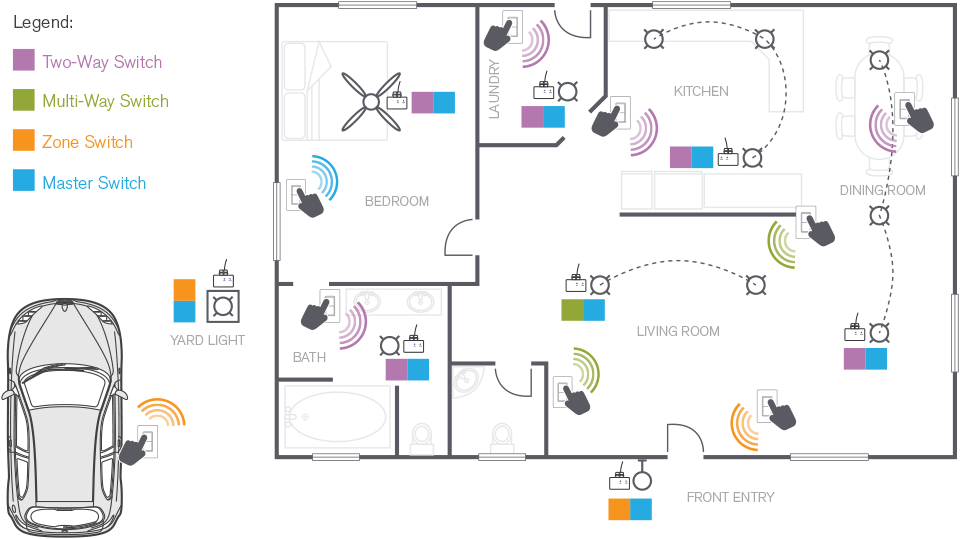 Legend:
Two-Way Switch
Multi-Way Switch
Zone Switch
Master Switch
LAUNDRY
KITCHEN
DINING ROOM
BEDROOM
YARD LIGHT
BATH
LIVING ROOM
FRONT ENTRY